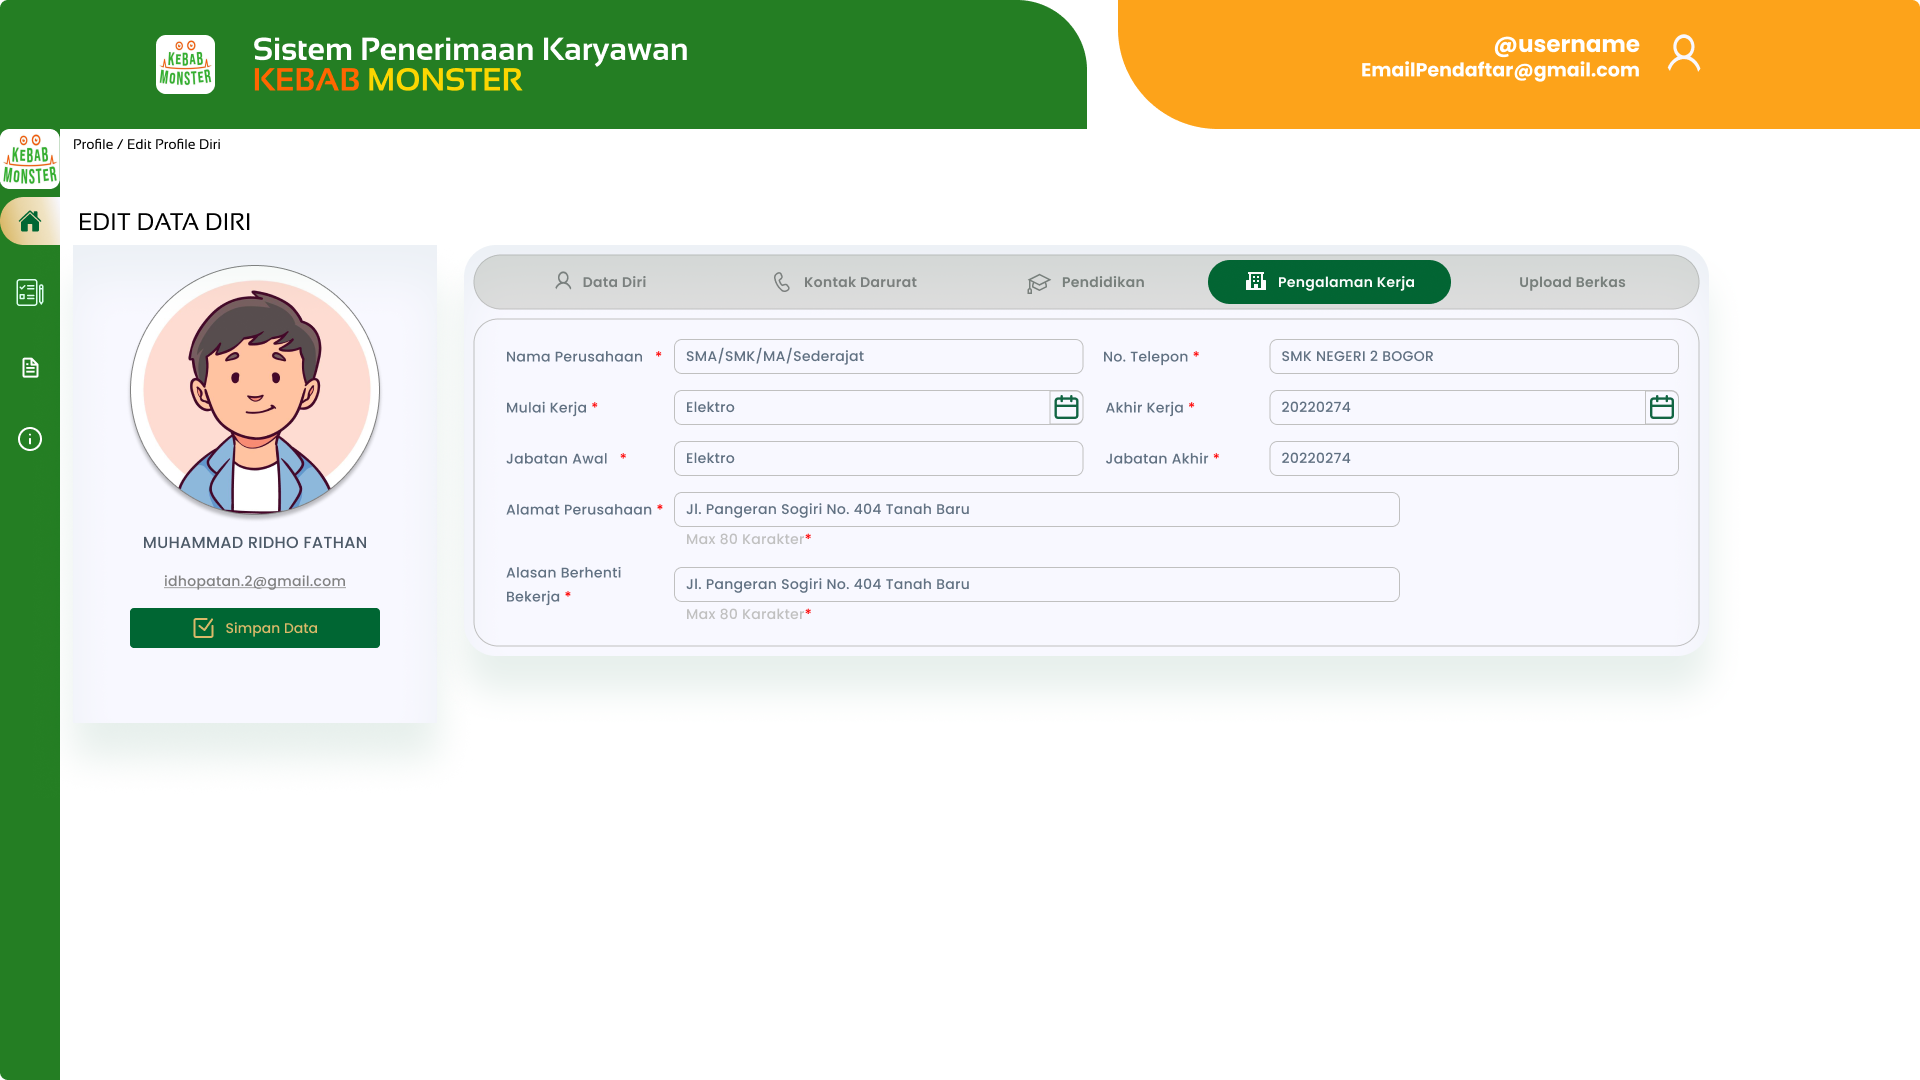 KEBAB
MONSTER
Sistem Penerimaan Karyawan
KEBAB MONSTER
@username
EmailPendaftar@gmail.com
KEBAB
MONSTER
Profile / Edit Profile Diri
EDIT DATA DIRI
MUHAMMAD RIDHO FATHAN
idhopatan.2@gmail.com
Simpan Data
Data Diri
Kontak Darurat
Pendidikan
Pengalaman Kerja
Upload Berkas
Nama Perusahaan * SMA/SMK/MA/Sederajat
No. Telepon * SMK NEGERI 2 BOGOR
Mulai Kerja * Elektro
Akhir Kerja * 20220274
Jabatan Awal * Elektro
Jabatan Akhir * 20220274
Alamat Perusahaan * Jl. Pangeran Sogiri No. 404 Tanah Baru
Max 80 Karakter*
Alasan Berhenti
Bekerja *
Jl. Pangeran Sogiri No. 404 Tanah Baru
Max 80 Karakter*